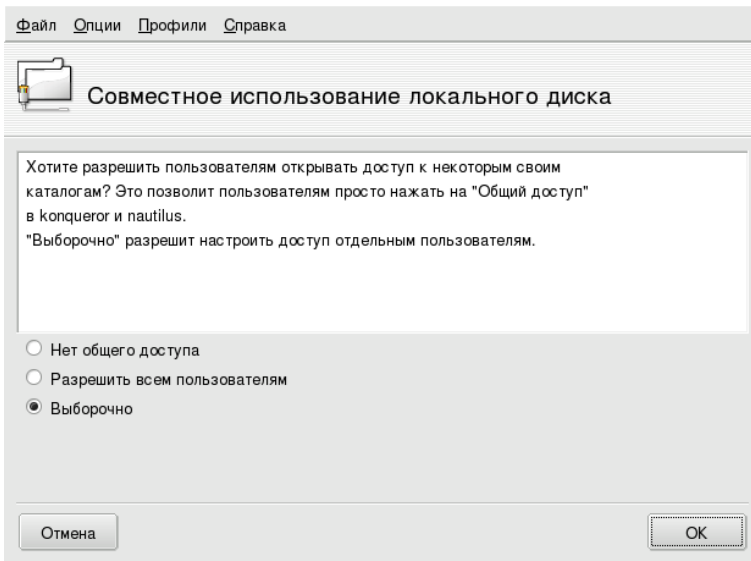 Файл Опции Профили Справка
Совместное использование локального диска
Хотите разрешить пользователям открывать доступ к некоторым своим
каталогам? Это позволит пользователям просто нажать на "Общий доступ"
в konqueror и nautilus.
"Выборочно" разрешит настроить доступ отдельным пользователям.
Нет общего доступа
Разрешить всем пользователям
Выборочно
Отмена OK